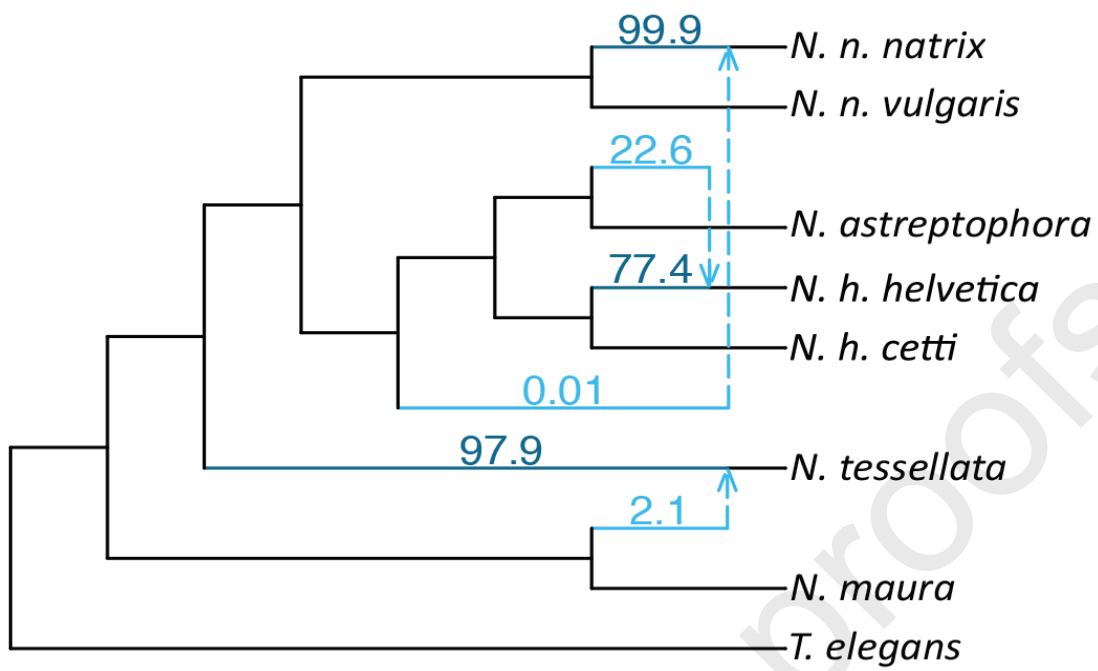 99.9
N. n. natrix
N. n. vulgaris
22.6
N. astreptophora
77.4
N. h. helvetica
N. h. cetti
0.01
97.9
N. tessellata
2.1
N. maura
T. elegans
proofs